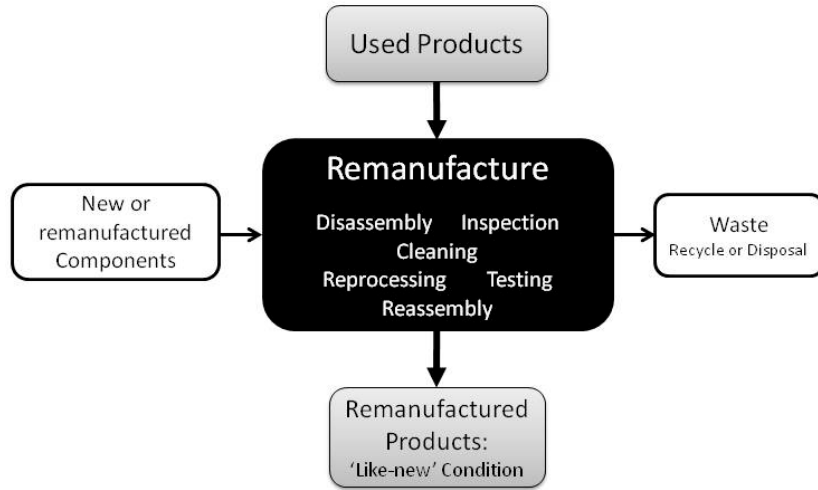 Used Products
Remanufacture
New or
remanufactured
Components
Disassembly Inspection
Cleaning
Reprocessing Testing
Reassembly
Waste
Recycle or Disposal
Remanufactured
Products:
‘Like-new’ Condition